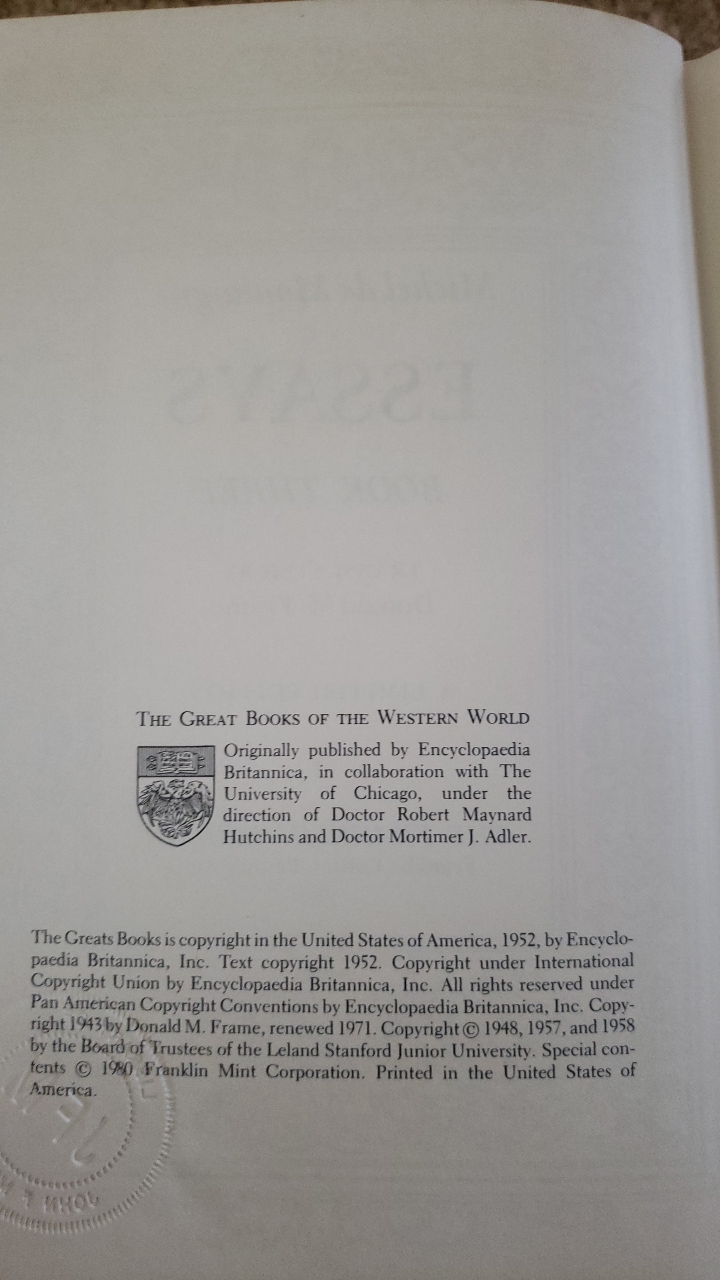 THE GREAT BOOKS OF THE WESTERN WORLD
Originally published by Encyclopaedia
Britannica, in collaboration with The
University of Chicago, under the
direction of Doctor Robert Maynard
Hutchins and Doctor Mortimer J. Adler.
The Greats Books is copyright in the United States of America, 1952, by Encyclo-
paedia Britannica, Inc. Text copyright 1952. Copyright under International
Copyright Union by Encyclopaedia Britannica, Inc. All rights reserved under
Pan American Copyright Conventions by Encyclopaedia Britannica, Inc. Copy-
right 1943 by Donald M. Frame, renewed 1971. Copyright © 1948, 1957, and 1958
by the Board of Trustees of the Leland Stanford Junior University. Special con-
tents © 1980 Franklin Mint Corporation. Printed in the United States of
America.